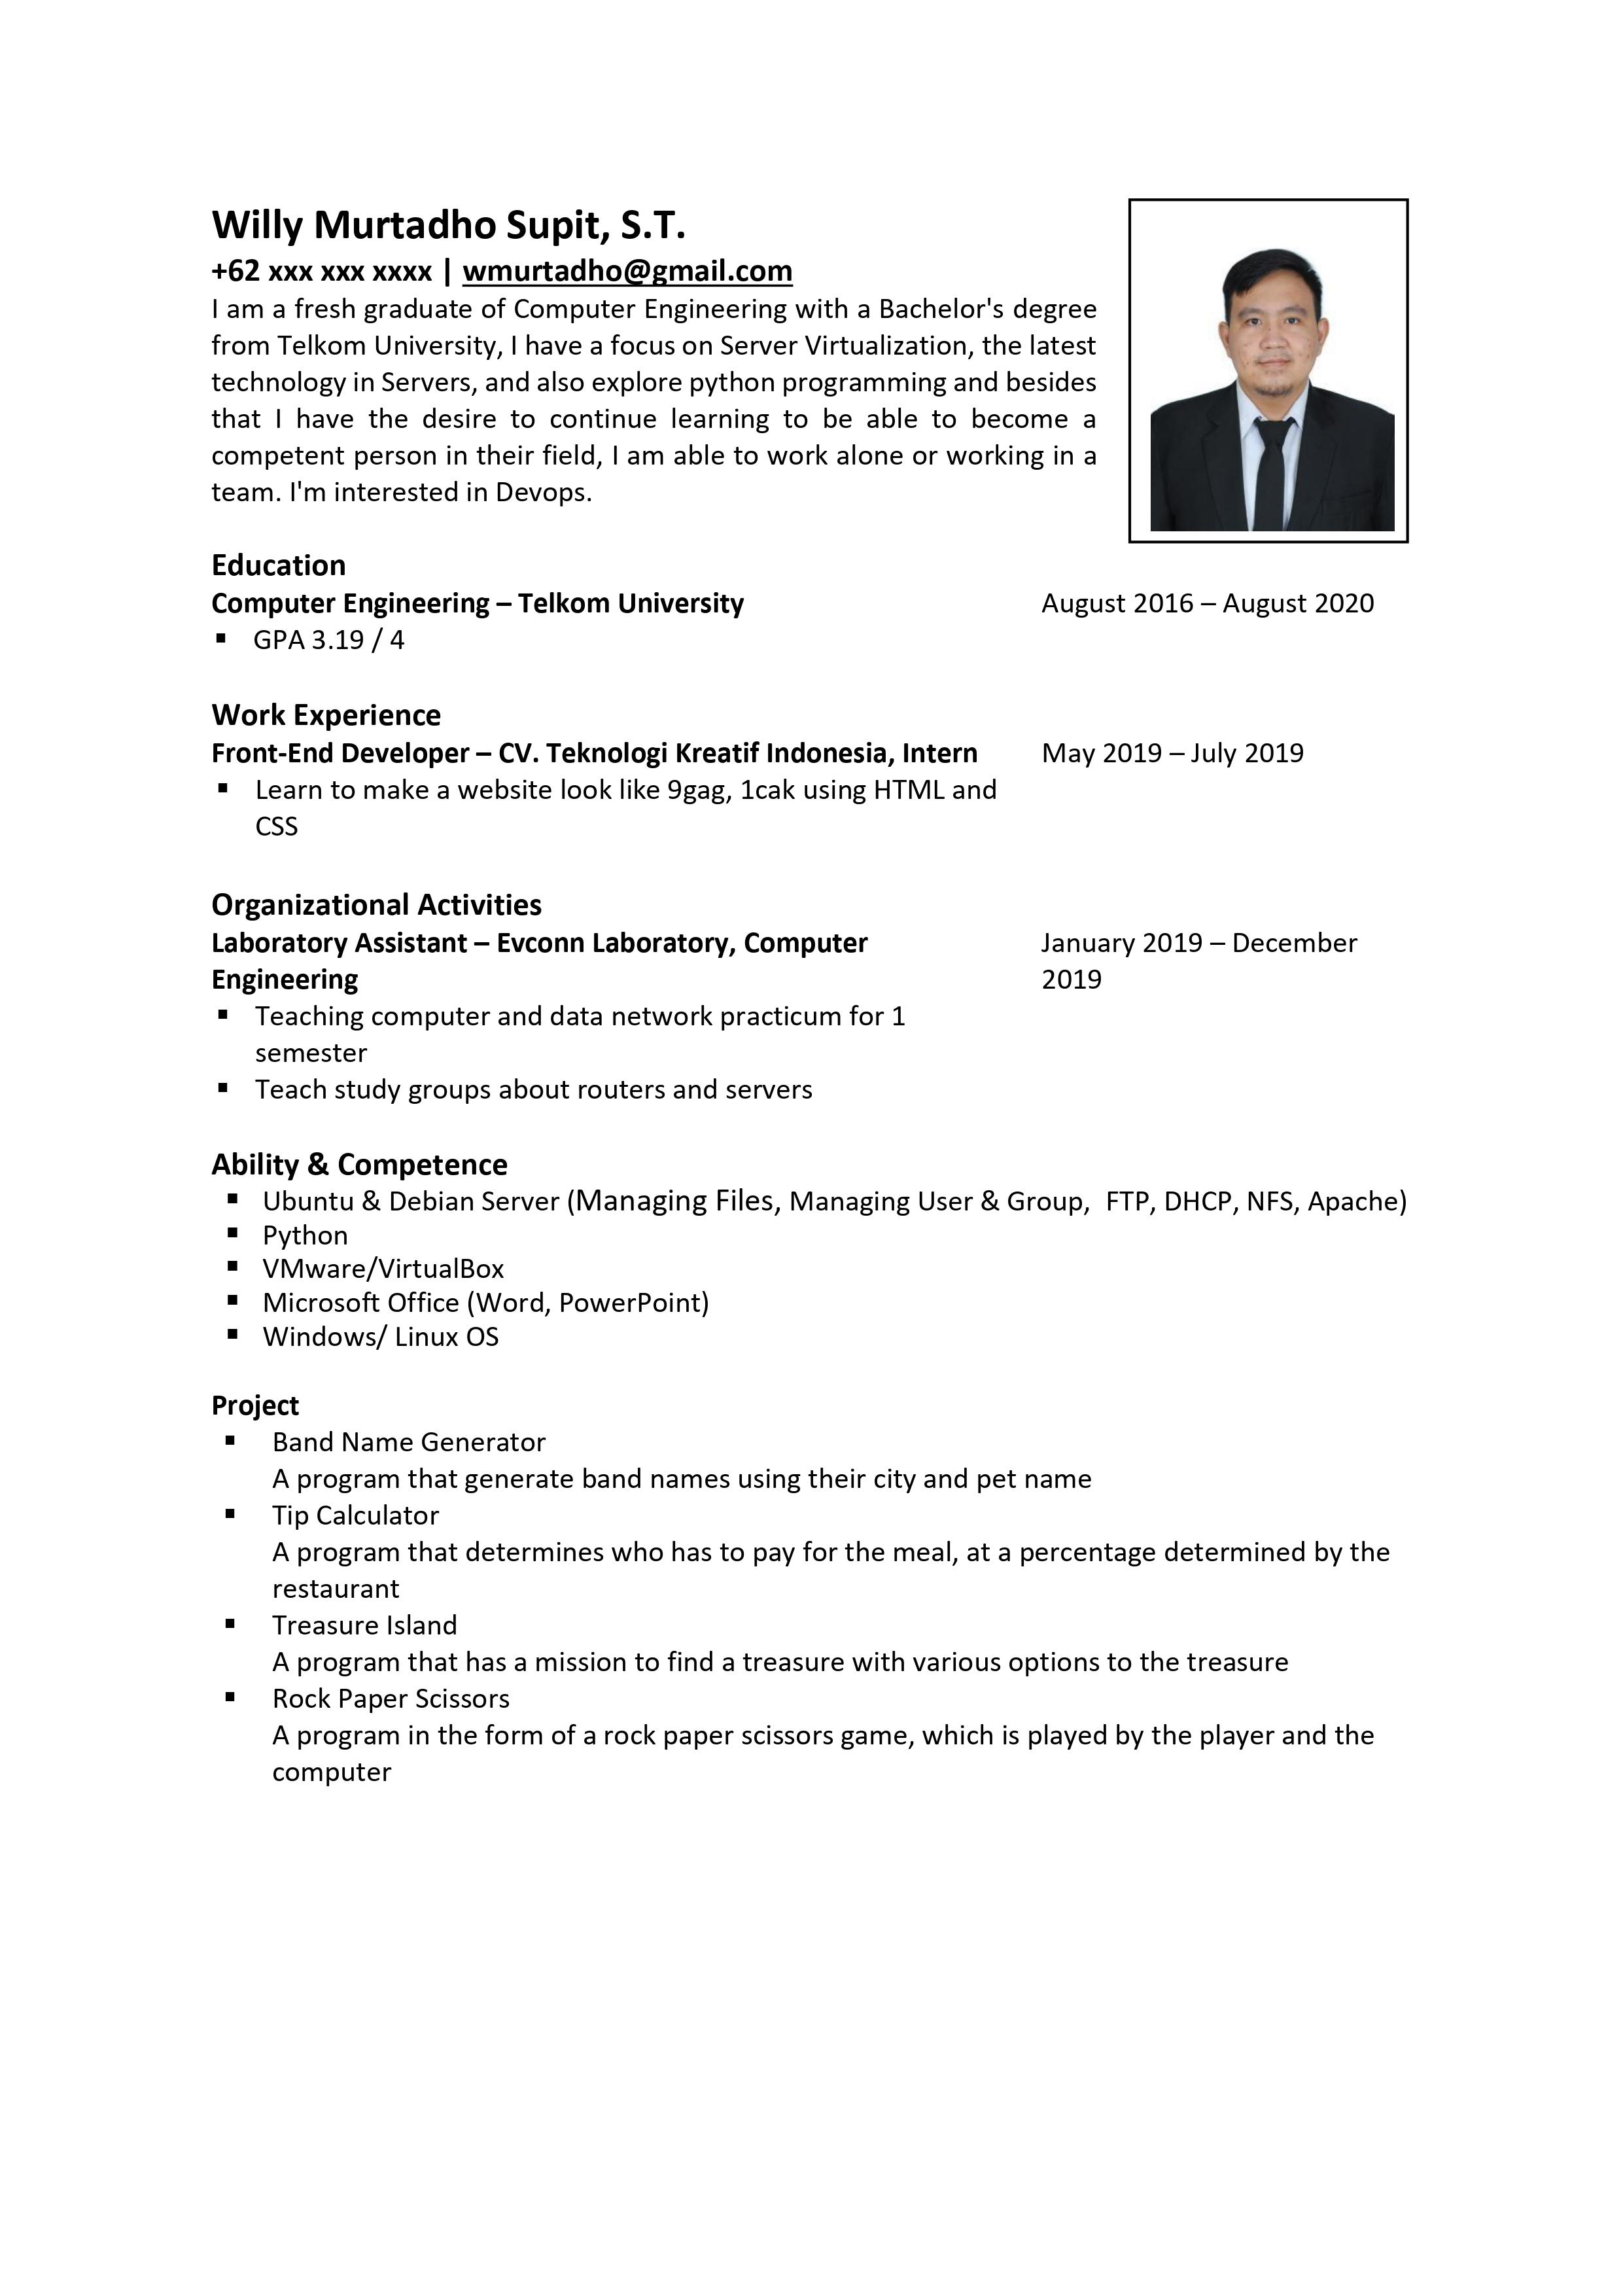 Willy Murtadho Supit, S.T.
+62 xxx xxx xxxx | wmurtadho@gmail.com
I am a fresh graduate of Computer Engineering with a Bachelor's degree
from Telkom University, I have a focus on Server Virtualization, the latest
technology in Servers, and also explore python programming and besides
that I have the desire to continue learning to be able to become a
competent person in their field, I am able to work alone or working in a
team. I'm interested in Devops.
Education
Computer Engineering – Telkom University August 2016 – August 2020
▪ GPA 3.19 / 4
Work Experience
Front-End Developer – CV. Teknologi Kreatif Indonesia, Intern May 2019 – July 2019
▪ Learn to make a website look like 9gag, 1cak using HTML and
CSS
Organizational Activities
Laboratory Assistant – Evconn Laboratory, Computer January 2019 – December
Engineering 2019
▪ Teaching computer and data network practicum for 1
semester
▪ Teach study groups about routers and servers
Ability & Competence
▪ Ubuntu & Debian Server (Managing Files, Managing User & Group, FTP, DHCP, NFS, Apache)
▪ Python
▪ VMware/VirtualBox
▪ Microsoft Office (Word, PowerPoint)
▪ Windows/ Linux OS
Project
▪ Band Name Generator
A program that generate band names using their city and pet name
▪ Tip Calculator
A program that determines who has to pay for the meal, at a percentage determined by the
restaurant
▪ Treasure Island
A program that has a mission to find a treasure with various options to the treasure
▪ Rock Paper Scissors
A program in the form of a rock paper scissors game, which is played by the player and the
computer